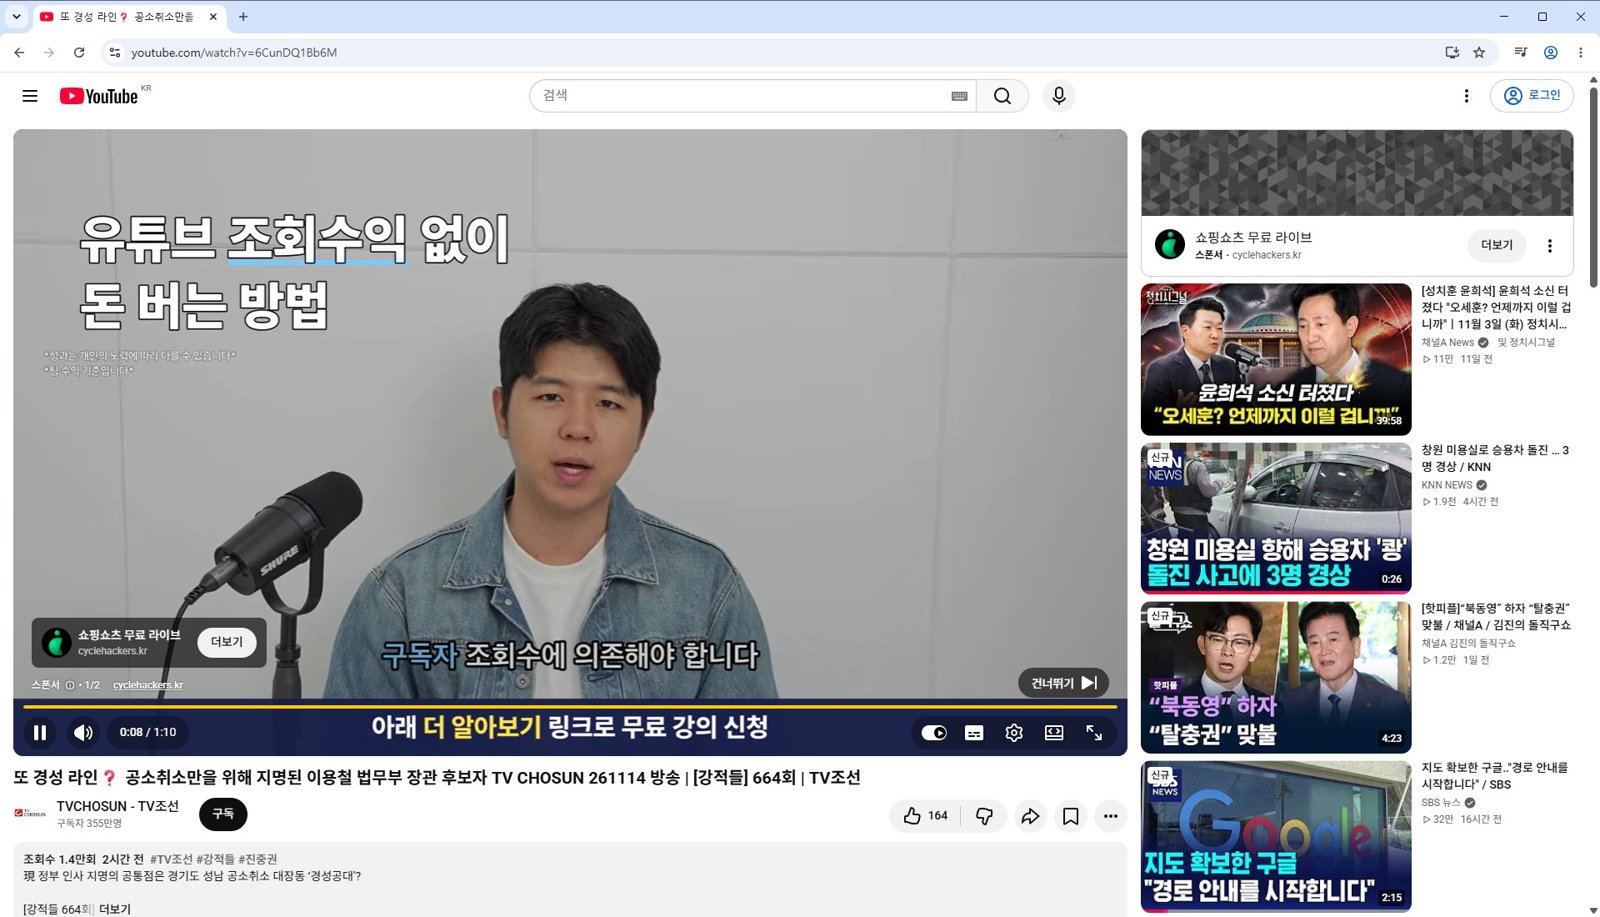 또 경성 라인❓ 공소취소만을
youtube.com/watch?v=6CunDQ1Bb6M
YouTube KR
검색
로그인
유튜브 조회수익 없이
돈 버는 방법
*성과는 개인의 노력에 따라 다를 수 있습니다*
*팀 수익 기준입니다*
SHURE
쇼핑쇼츠 무료 라이브
cyclehackers.kr
더보기
구독자 조회수에 의존해야 합니다
스폰서 · 1/2 cyclehackers.kr
건너뛰기
0:08 / 1:10
아래 더 알아보기 링크로 무료 강의 신청
또 경성 라인❓ 공소취소만을 위해 지명된 이용철 법무부 장관 후보자 TV CHOSUN 261114 방송 | [강적들] 664회 | TV조선
TV CHOSUN
TVCHOSUN - TV조선
구독자 355만명
구독
164
조회수 1.4만회 2시간 전 #TV조선 #강적들 #진중권
現 정부 인사 지명의 공통점은 경기도 성남 공소취소 대장동 ‘경성공대’?
[강적들 664회] 더보기
쇼핑쇼츠 무료 라이브
스폰서 · cyclehackers.kr
더보기
정치시그널
윤희석 소신 터졌다
“오세훈? 언제까지 이럴 겁니까”
39:58
[정치훈 윤희석] 윤희석 소신 터
졌다 "오세훈? 언제까지 이럴 겁
니까" | 11월 3일 (화) 정치시...
채널A News 및 정치시그널
11만 11일 전
신규
KNN
NEWS
창원 미용실 향해 승용차 '쾅'
돌진 사고에 3명 경상
0:26
창원 미용실로 승용차 돌진 ... 3
명 경상 / KNN
KNN NEWS
1.9천 4시간 전
신규
핫피플
“북동영” 하자
“탈충권” 맞불
4:23
[핫피플]“북동영” 하자 “탈충권”
맞불 / 채널A / 김진의 돌직구쇼
채널A 김진의 돌직구쇼
1.2만 1일 전
신규
SBS
NEWS
Google
지도 확보한 구글
"경로 안내를 시작합니다"
2:15
지도 확보한 구글.."경로 안내를
시작합니다" / SBS
SBS 뉴스
32만 16시간 전